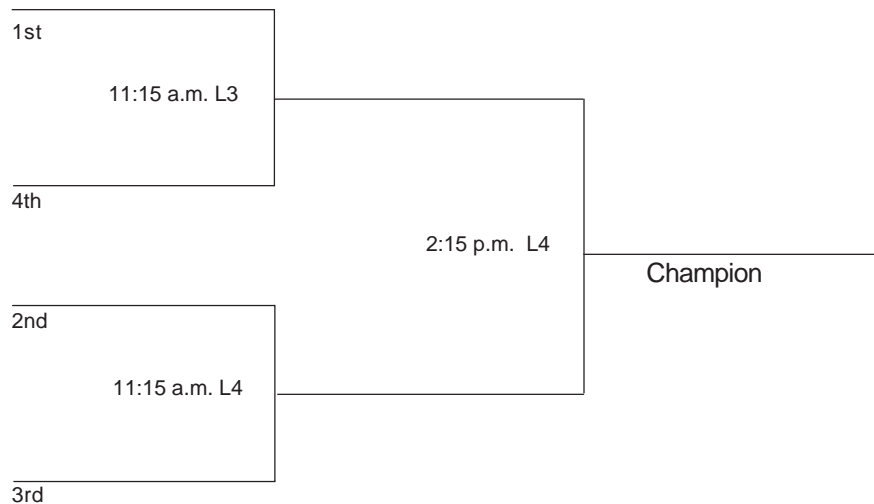 1st
11:15 a.m. L3
4th
2:15 p.m. L4
Champion
2nd
11:15 a.m. L4
3rd